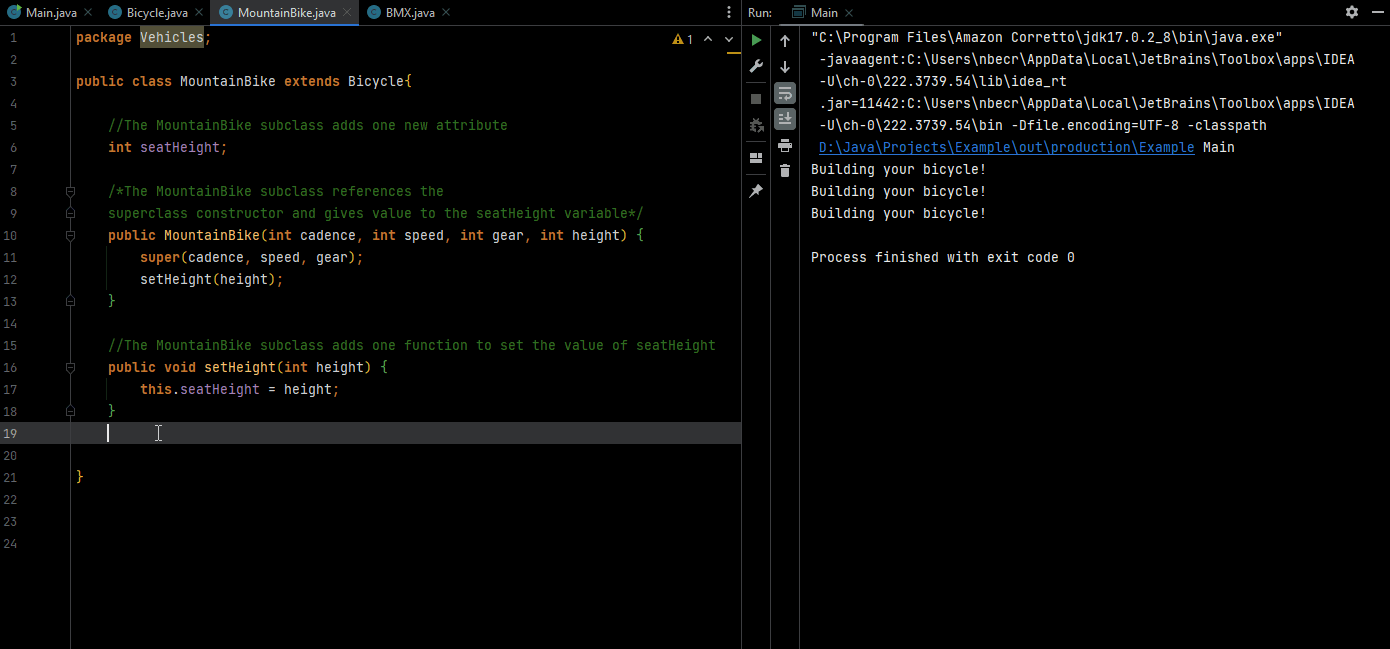 Main.java
Bicycle.java
MountainBike.java
BMX.java
Run:
Main
1 package Vehicles;
1
2
3 public class MountainBike extends Bicycle{
4
5 //The MountainBike subclass adds one new attribute
6 int seatHeight;
7
8 /*The MountainBike subclass references the
9 superclass constructor and gives value to the seatHeight variable*/
10 public MountainBike(int cadence, int speed, int gear, int height) {
11 super(cadence, speed, gear);
12 setHeight(height);
13 }
14
15 //The MountainBike subclass adds one function to set the value of seatHeight
16 public void setHeight(int height) {
17 this.seatHeight = height;
18 }
19
20
21 }
22
23
24
"C:\Program Files\Amazon Corretto\jdk17.0.2_8\bin\java.exe"
-javaagent:C:\Users\nbecr\AppData\Local\JetBrains\Toolbox\apps\IDEA
-U\ch-0\222.3739.54\lib\idea_rt
.jar=11442:C:\Users\nbecr\AppData\Local\JetBrains\Toolbox\apps\IDEA
-U\ch-0\222.3739.54\bin -Dfile.encoding=UTF-8 -classpath
D:\Java\Projects\Example\out\production\Example Main
Building your bicycle!
Building your bicycle!
Building your bicycle!
Process finished with exit code 0